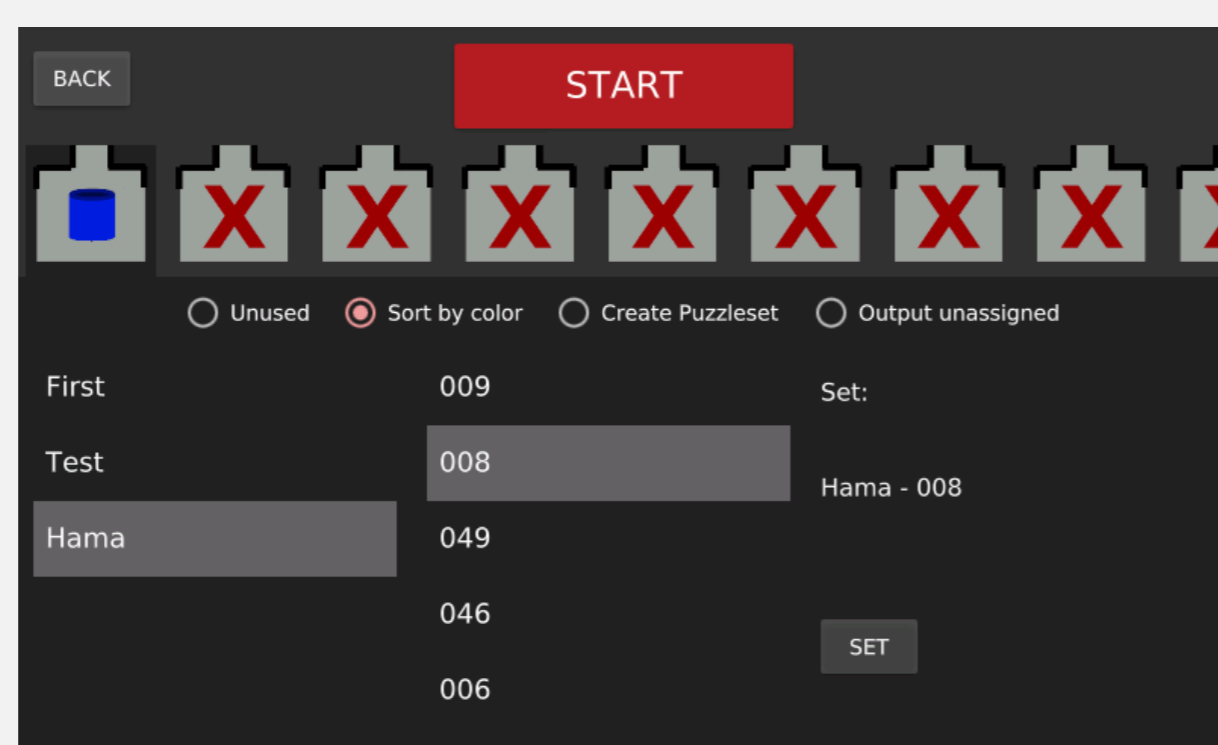 BACK
START
X X X X X X X X
Unused Sort by color Create Puzzleset Output unassigned
First
Test
Hama
009
008
049
046
006
Set:
Hama - 008
SET